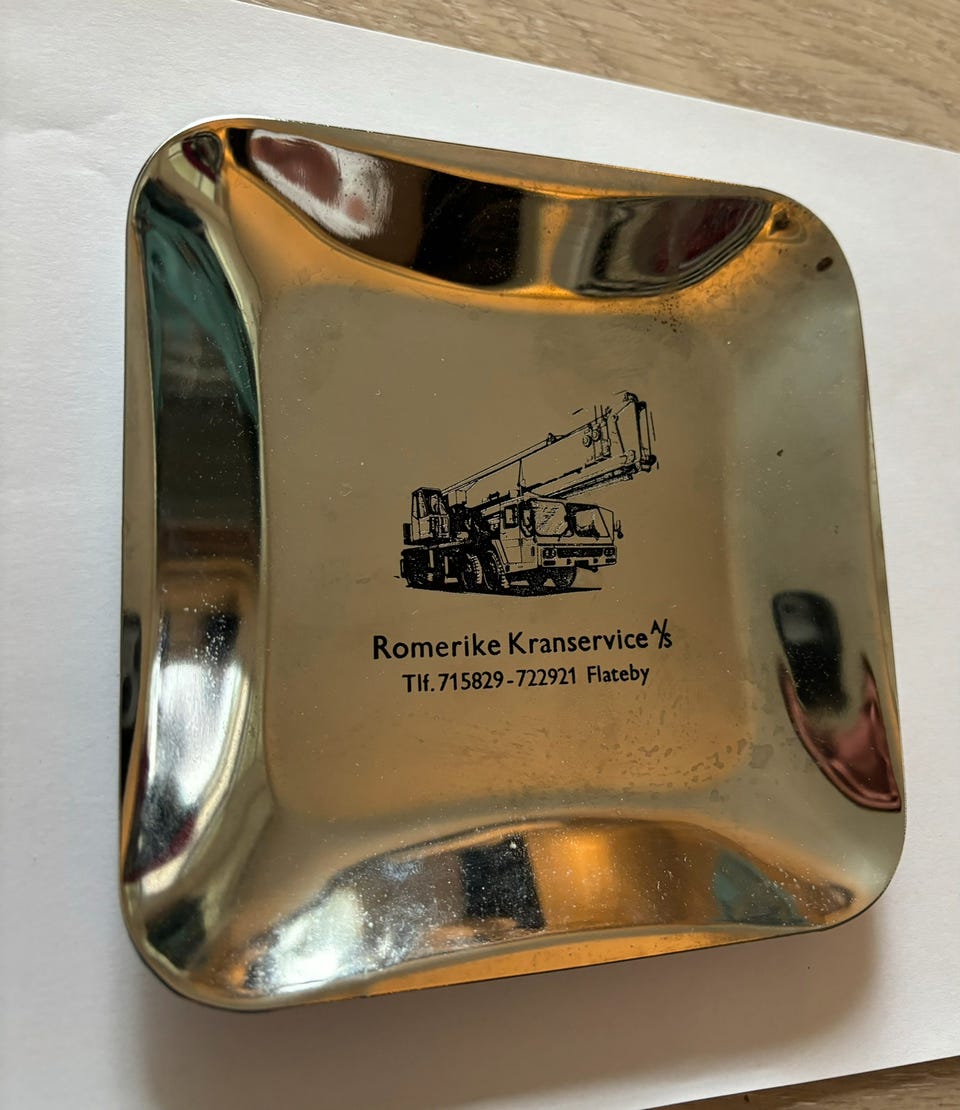 Romerike Kranservice A/S
Tlf. 715829-722921 Flateby